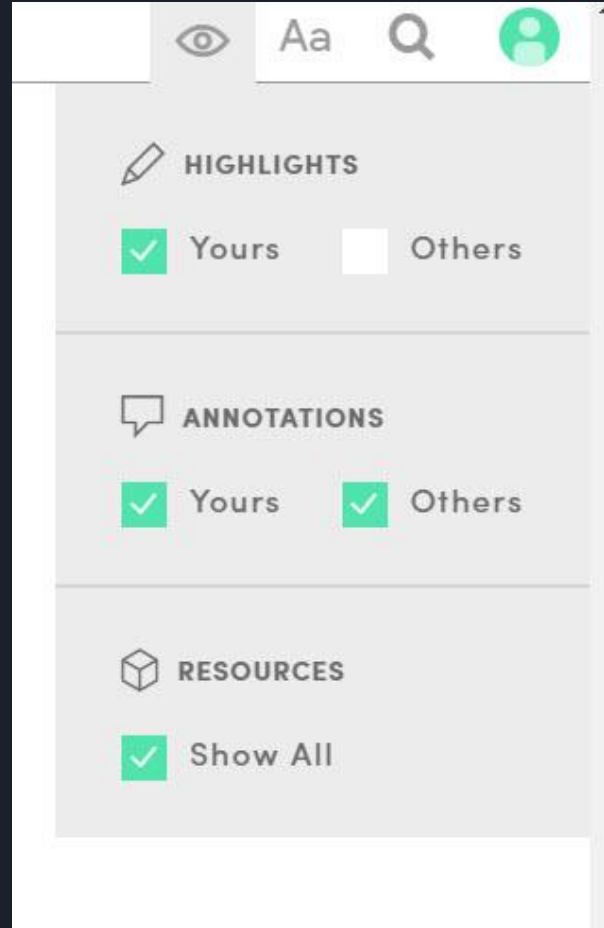 Aa
HIGHLIGHTS
Yours Others
ANNOTATIONS
Yours Others
RESOURCES
Show All